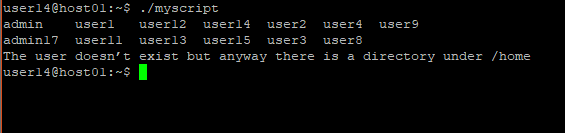 user14@host01:~$ ./myscript
admin    user1   user12  user14  user2  user4  user9
admin17  user11  user13  user15  user3  user8
The user doesn’t exist but anyway there is a directory under /home
user14@host01:~$